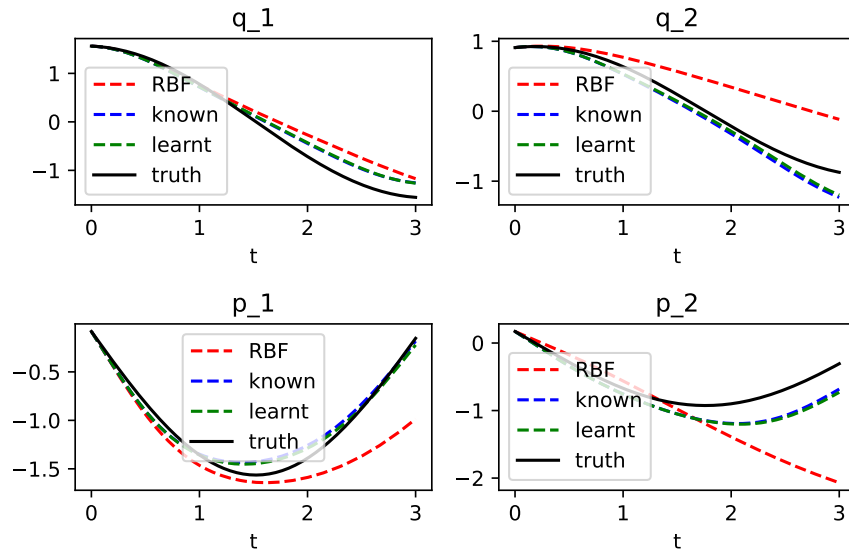 q_1
1
0
−1
RBF
known
learnt
truth
0
1
2
3
t
q_2
1
0
−1
RBF
known
learnt
truth
0
1
2
3
t
p_1
−0.5
−1.0
−1.5
RBF
known
learnt
truth
0
1
2
3
t
p_2
0
−1
−2
RBF
known
learnt
truth
0
1
2
3
t